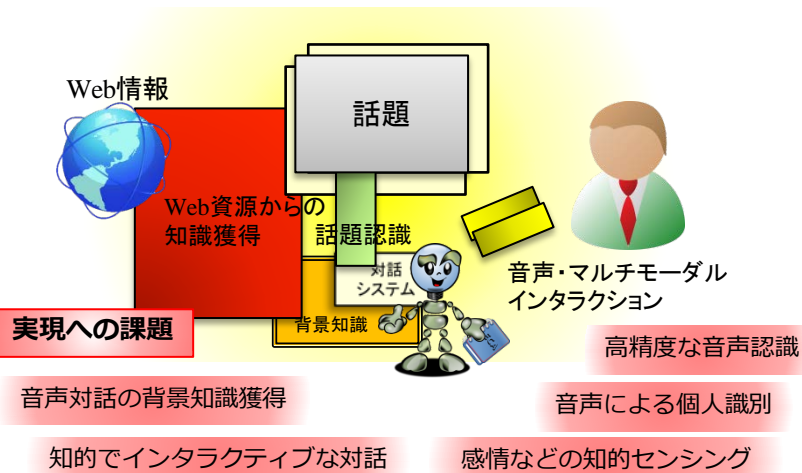 Web情報
話題
Web資源からの
知識獲得
話題認識
対話
システム
背景知識
音声・マルチモーダル
インタラクション
実現への課題
高精度な音声認識
音声対話の背景知識獲得
音声による個人識別
知的でインタラクティブな対話
感情などの知的センシング